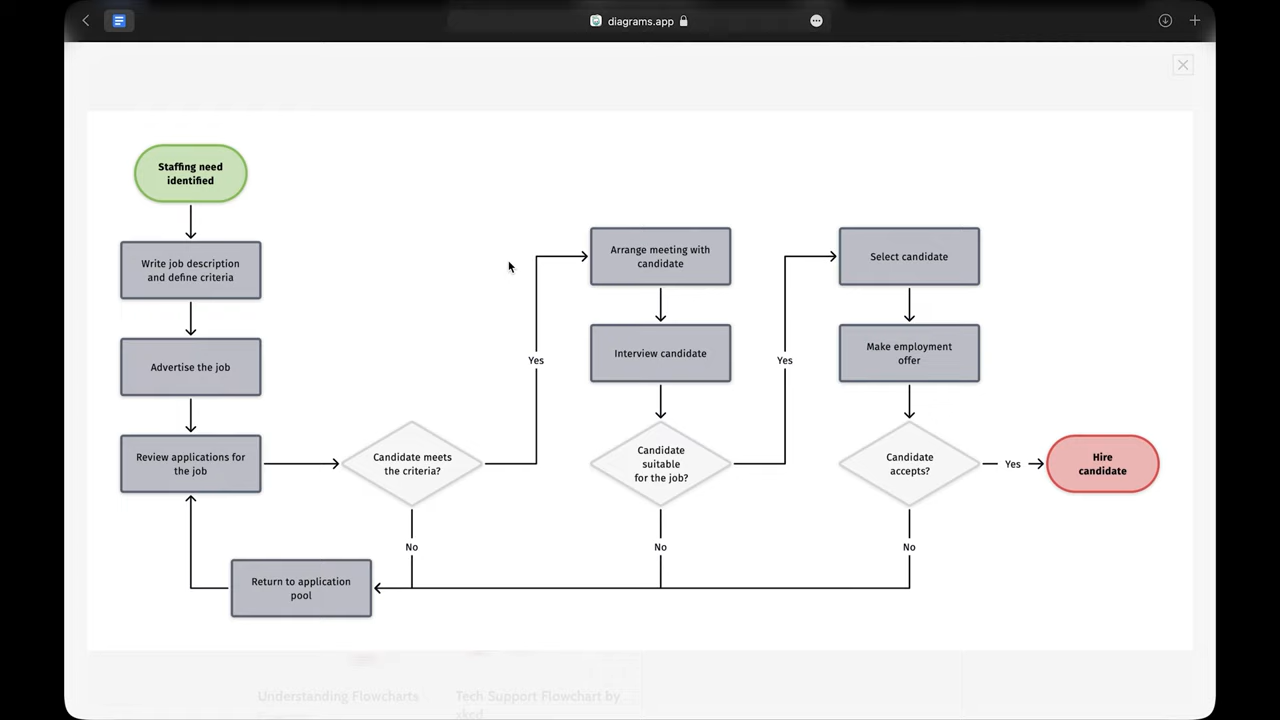 diagrams.app
Staffing need
identified
Write job description
and define criteria
Advertise the job
Review applications for
the job
Candidate meets
the criteria?
Yes
No
Return to application
pool
Arrange meeting with
candidate
Interview candidate
Candidate
suitable
for the job?
Yes
No
Select candidate
Make employment
offer
Candidate
accepts?
Yes
No
Hire
candidate
Understanding Flowcharts
Tech Support Flowchart by
xkcd